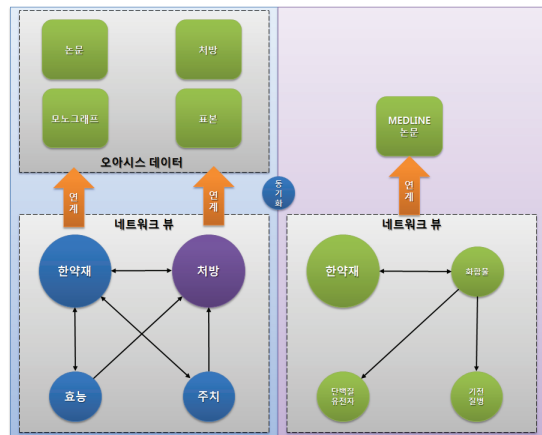 논문
처방
모노그래프
표본
오아시스 데이터
연계
연계
네트워크 뷰
한약재
처방
효능
주치
동기화
MEDLINE
논문
연계
네트워크 뷰
한약재
화합물
단백질
유전자
기전
질병